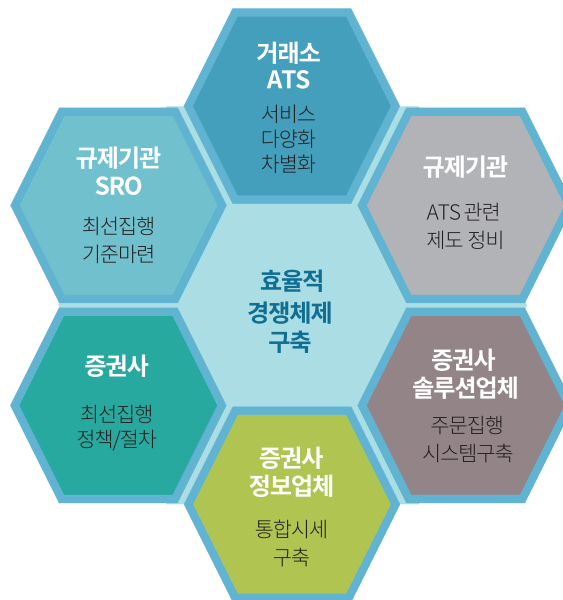 거래소
ATS
서비스
다양화
차별화
규제기관
SRO
최선집행
기준마련
규제기관
ATS 관련
제도 정비
효율적
경쟁체제
구축
증권사
최선집행
정책/절차
증권사
솔루션업체
주문집행
시스템구축
증권사
정보업체
통합시세
구축